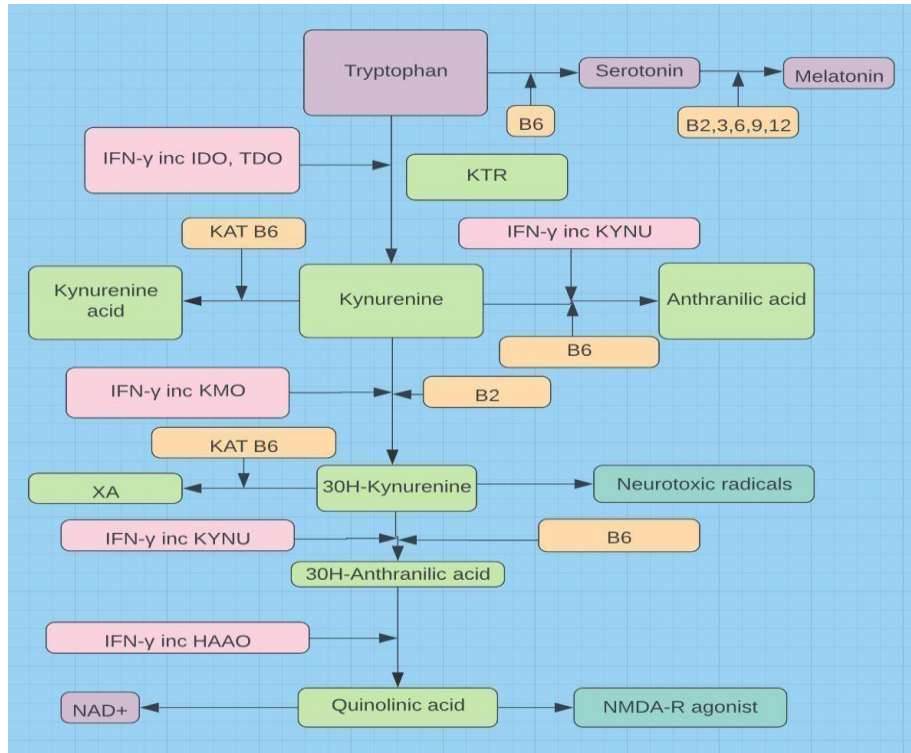 Tryptophan
Serotonin
Melatonin
B6
B2,3,6,9,12
IFN-γ inc IDO, TDO
KTR
KAT B6
IFN-γ inc KYNU
Kynurenine
acid
Kynurenine
Anthranilic acid
B6
IFN-γ inc KMO
B2
KAT B6
XA
30H-Kynurenine
Neurotoxic radicals
IFN-γ inc KYNU
B6
30H-Anthranilic acid
IFN-γ inc HAAO
NAD+
Quinolinic acid
NMDA-R agonist